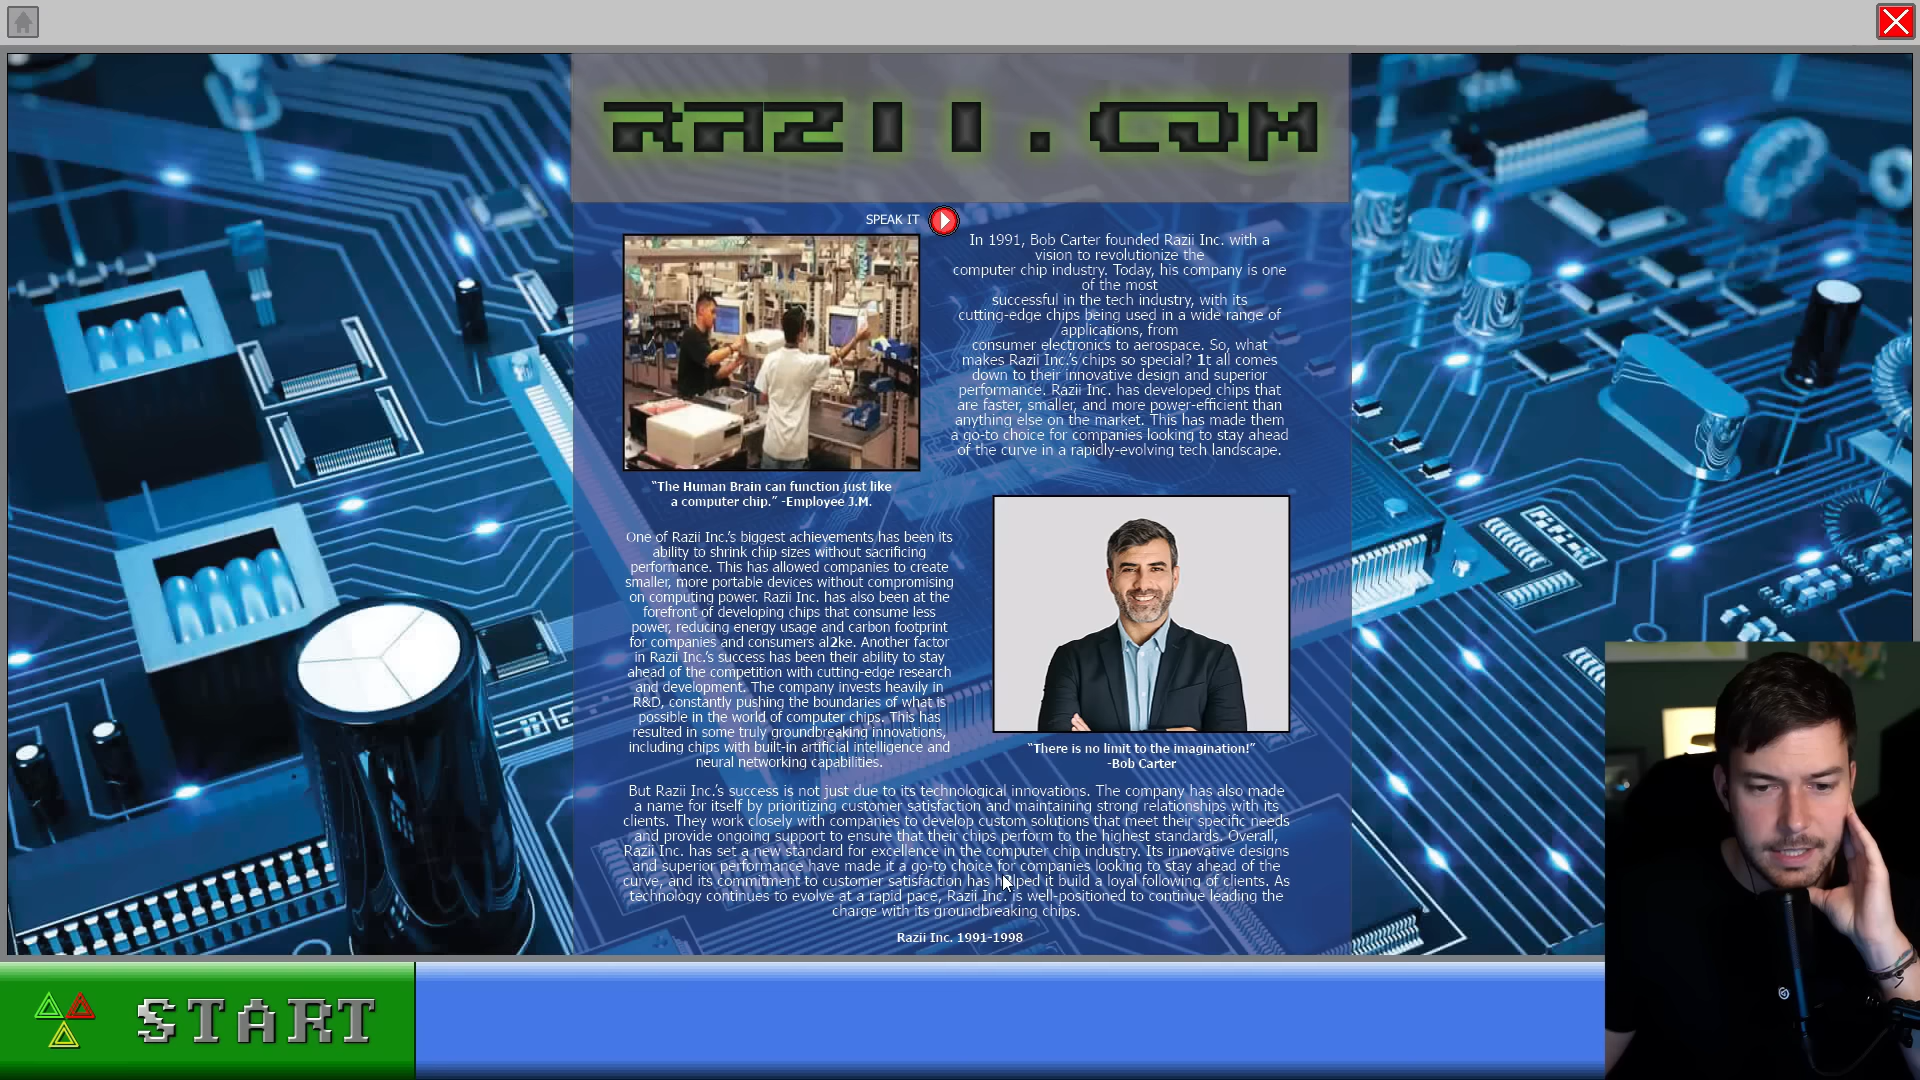 RAZII.COM
SPEAK IT
In 1991, Bob Carter founded Razii Inc. with a
vision to revolutionize the
computer chip industry. Today, his company is one
of the most
successful in the tech industry, with its
cutting-edge chips being used in a wide range of
applications, from
consumer electronics to aerospace. So, what
makes Razii Inc.'s chips so special? 1t all comes
down to their innovative design and superior
performance. Razii Inc. has developed chips that
are faster, smaller, and more power-efficient than
anything else on the market. This has made them
a go-to choice for companies looking to stay ahead
of the curve in a rapidly-evolving tech landscape.
"The Human Brain can function just like
a computer chip." -Employee J.M.
One of Razii Inc.'s biggest achievements has been its
ability to shrink chip sizes without sacrificing
performance. This has allowed companies to create
smaller, more portable devices without compromising
on computing power. Razii Inc. has also been at the
forefront of developing chips that consume less
power, reducing energy usage and carbon footprint
for companies and consumers al2ke. Another factor
in Razii Inc.'s success has been their ability to stay
ahead of the competition with cutting-edge research
and development. The company invests heavily in
R&D, constantly pushing the boundaries of what is
possible in the world of computer chips. This has
resulted in some truly groundbreaking innovations,
including chips with built-in artificial intelligence and
neural networking capabilities.
"There is no limit to the imagination!"
-Bob Carter
But Razii Inc.'s success is not just due to its technological innovations. The company has also made
a name for itself by prioritizing customer satisfaction and maintaining strong relationships with its
clients. They work closely with companies to develop custom solutions that meet their specific needs
and provide ongoing support to ensure that their chips perform to the highest standards. Overall,
Razii Inc. has set a new standard for excellence in the computer chip industry. Its innovative designs
and superior performance have made it a go-to choice for companies looking to stay ahead of the
curve, and its commitment to customer satisfaction has helped it build a loyal following of clients. As
technology continues to evolve at a rapid pace, Razii Inc. is well-positioned to continue leading the
charge with its groundbreaking chips.
Razii Inc. 1991-1998
START